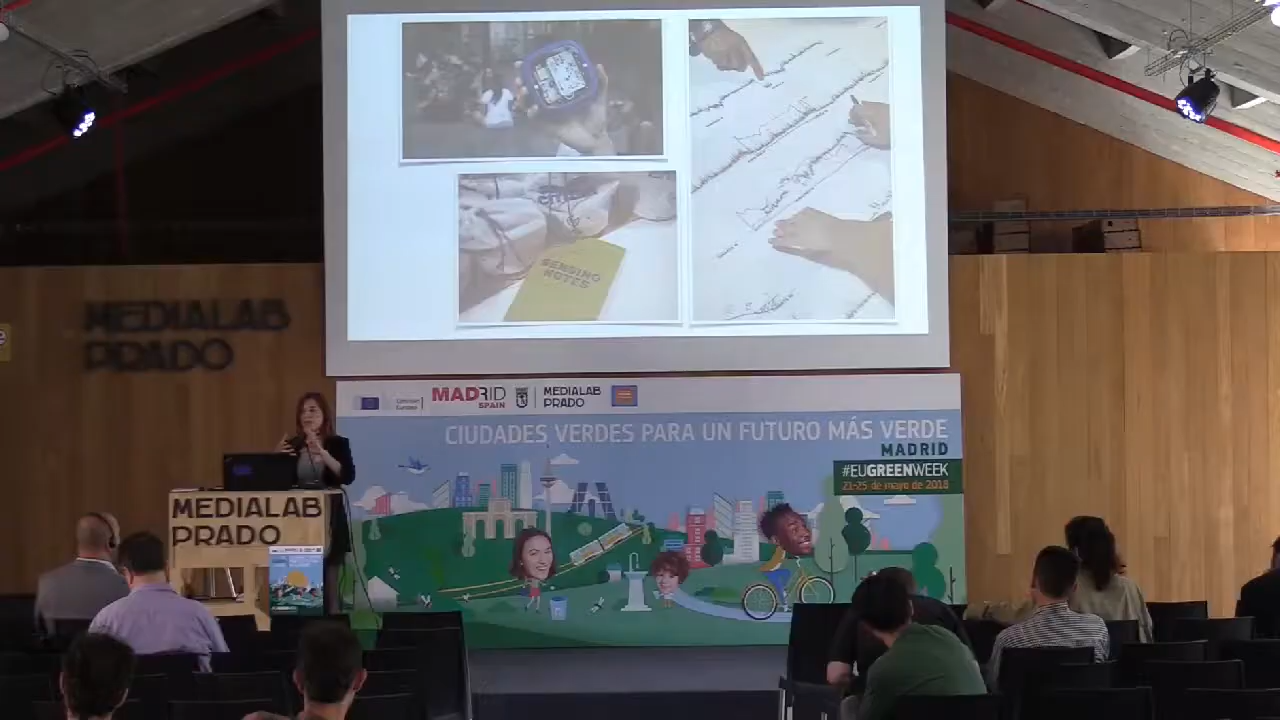 SENSING
NOTES
MEDIALAB
PRADO
MADRID
SPAIN
MEDIALAB
PRADO
CIUDADES VERDES PARA UN FUTURO MÁS VERDE
MADRID
#EUGREENWEEK
21-25 de mayo de 2018
MEDIALAB
PRADO